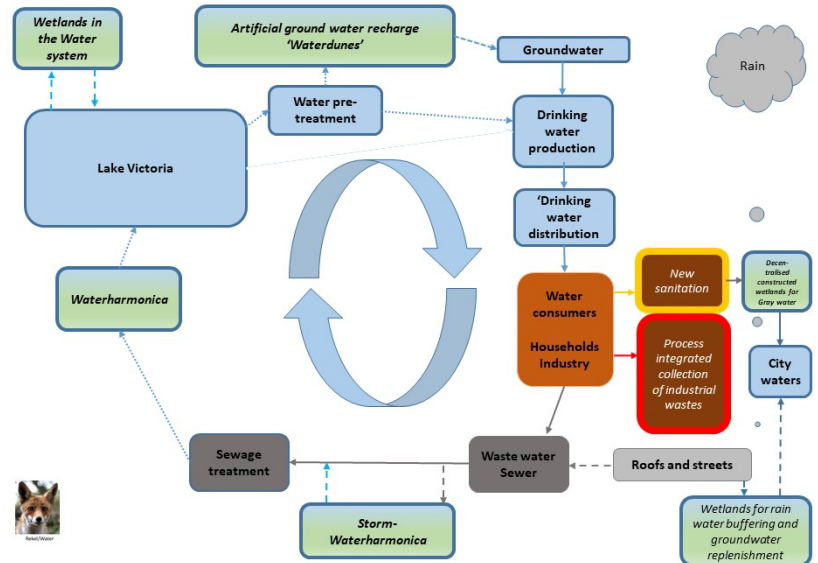 Wetlands in
the Water
system
Artificial ground water recharge
‘Waterdunes’
Groundwater
Rain
Water pre-
treatment
Drinking
water
production
Lake Victoria
‘Drinking
water
distribution
Waterharmonica
Water
consumers
Households
Industry
New
sanitation
Decen-
tralised
constructed
wetlands for
Gray water
Process
integrated
collection
of industrial
wastes
City
waters
Sewage
treatment
Waste water
Sewer
Roofs and streets
Storm-
Waterharmonica
Wetlands for rain
water buffering and
groundwater
replenishment
Rekel/Water